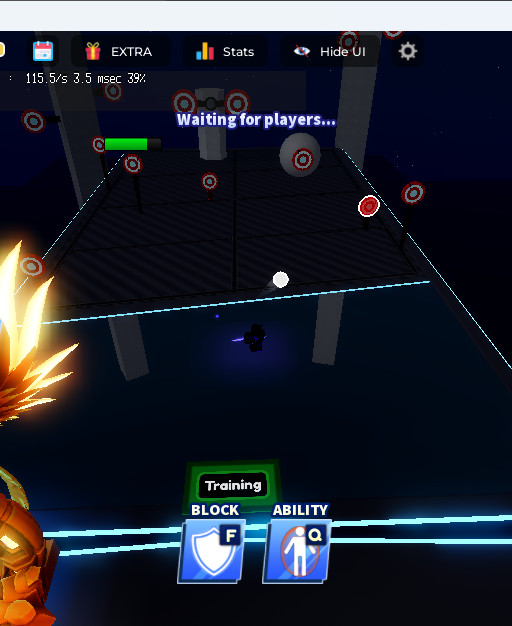 EXTRA
Stats
Hide UI
: 115.5/s 3.5 msec 39%
Waiting for players...
Training
BLOCK
ABILITY
F
Q